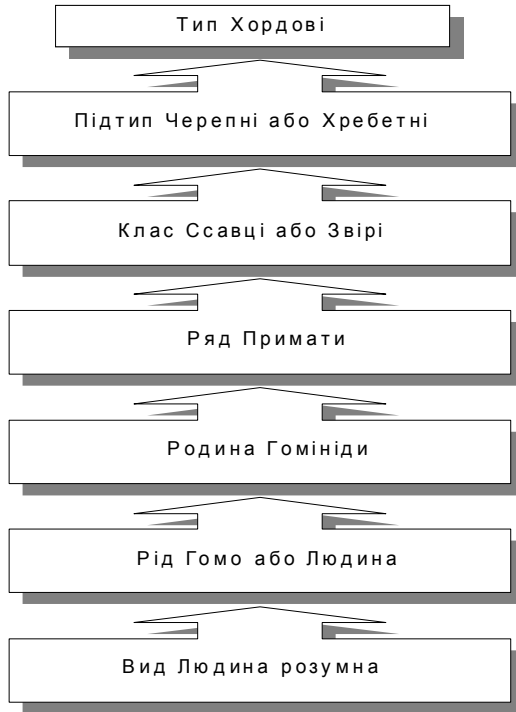 Тип Хордові
Підтип Черепні або Хребетні
Клас Ссавці або Звірі
Ряд Примати
Родина Гомініди
Рід Гомо або Людина
Вид Людина розумна